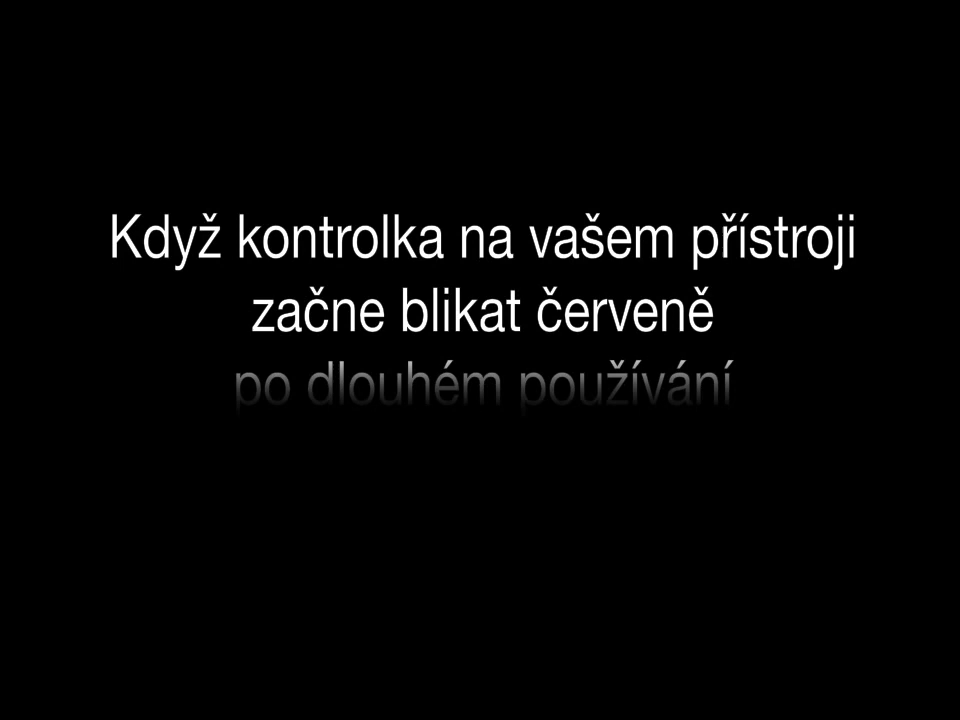 Když kontrolka na vašem přístroji
začne blikat červeně
po dlouhém používání